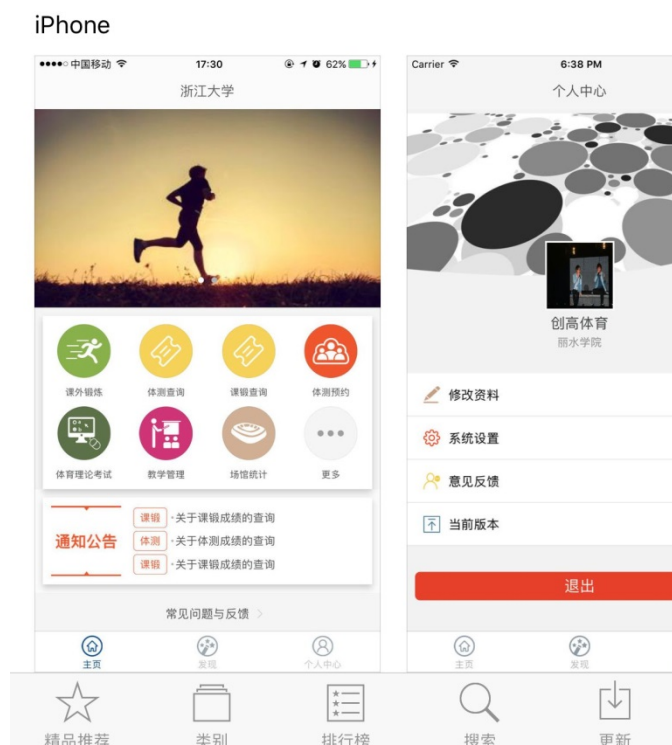 iPhone
中国移动 17:30 62%
浙江大学
课外锻炼 体测查询 课锻查询 体测预约
体育理论考试 教学管理 场馆统计 更多
通知公告
课锻 ·关于课锻成绩的查询
体测 ·关于体测成绩的查询
课锻 ·关于课锻成绩的查询
常见问题与反馈
主页 发现 个人中心
Carrier 6:38 PM
个人中心
创高体育
丽水学院
修改资料
系统设置
意见反馈
当前版本
退出
主页 发现
精品推荐 类别 排行榜 搜索 更新